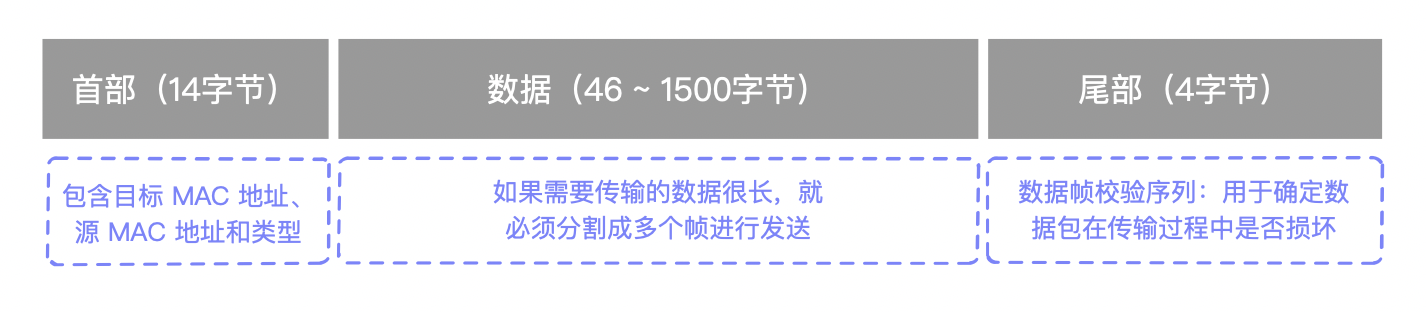 首部（14字节）
数据（46 ~ 1500字节）
尾部（4字节）
包含目标 MAC 地址、
源 MAC 地址和类型
如果需要传输的数据很长，就
必须分割成多个帧进行发送
数据帧校验序列：用于确定数
据包在传输过程中是否损坏